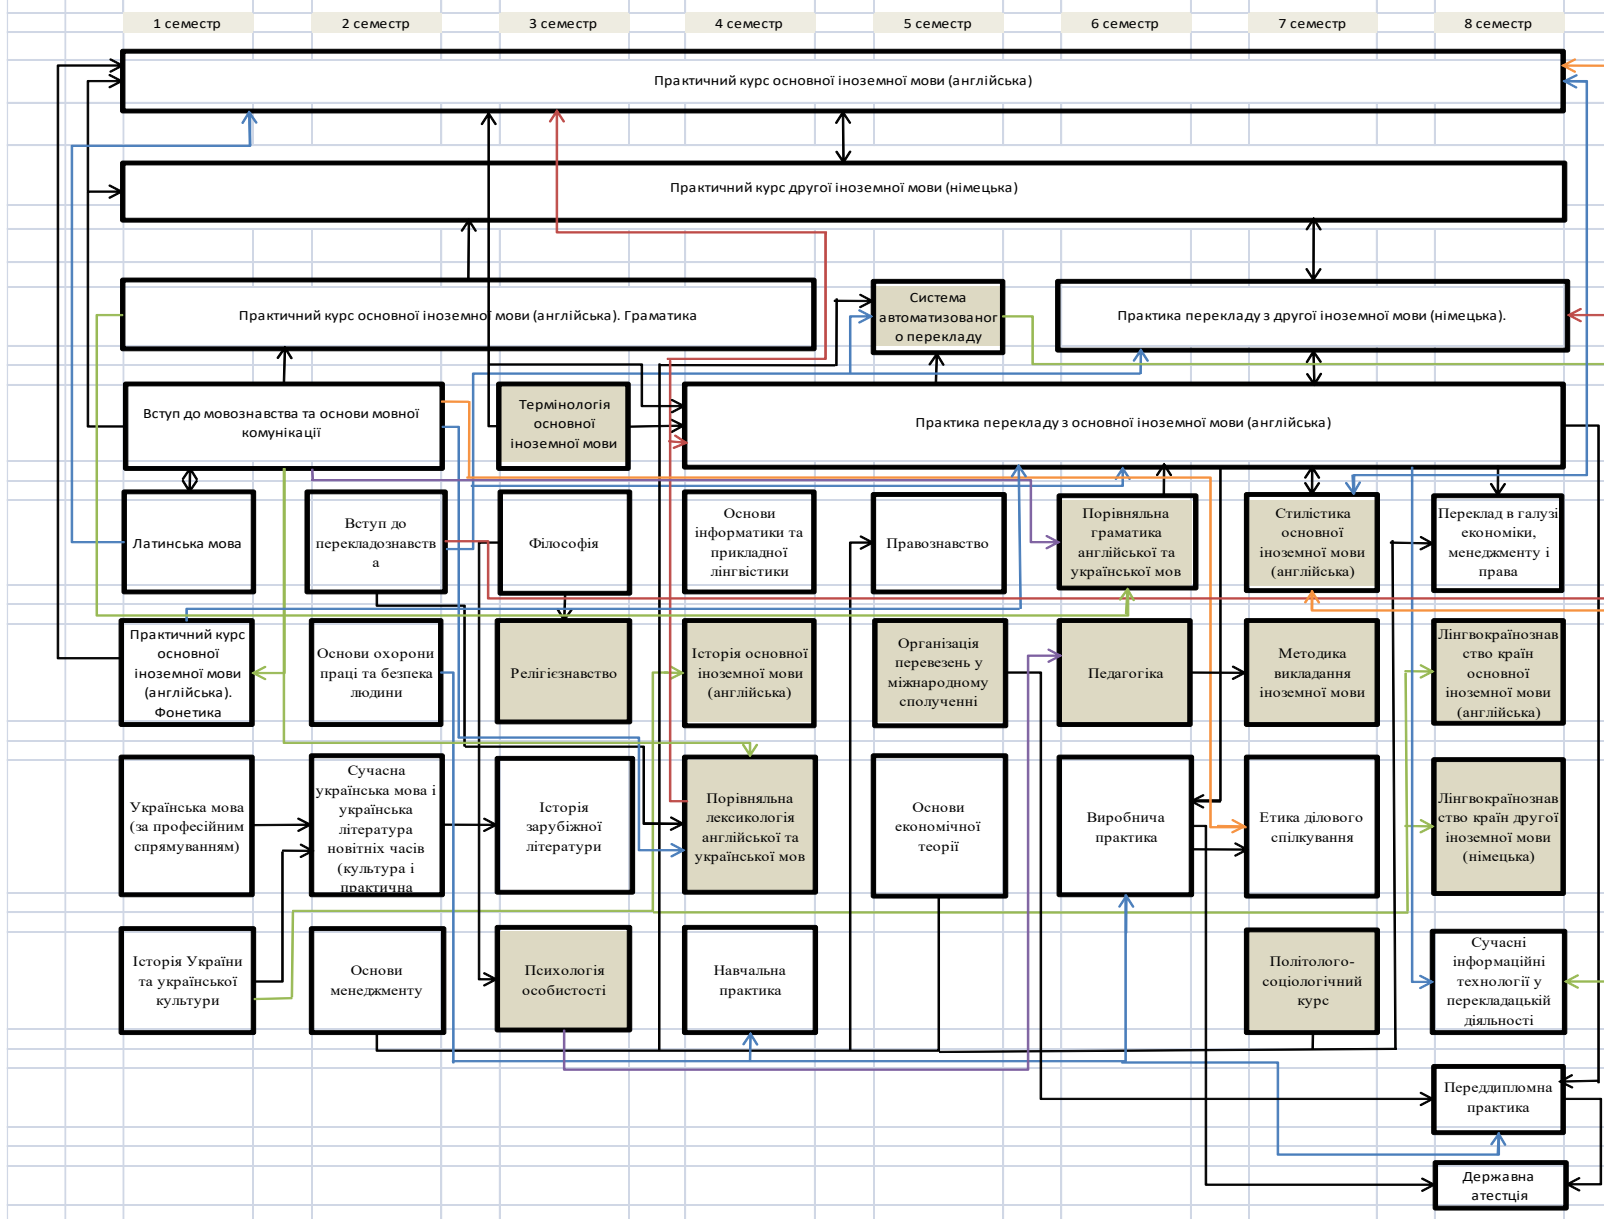 1 семестр
2 семестр
3 семестр
4 семестр
5 семестр
6 семестр
7 семестр
8 семестр
Практичний курс основної іноземної мови (англійська)
Практичний курс другої іноземної мови (німецька)
Практичний курс основної іноземної мови (англійська). Граматика
Система
автоматизованог
о перекладу
Практика перекладу з другої іноземної мови (німецька).
Вступ до мовознавства та основи мовної
комунікації
Термінологія
основної
іноземної мови
Практика перекладу з основної іноземної мови (англійська)
Латинська мова
Вступ до
перекладознавств
а
Філософія
Основи
інформатики та
прикладної
лінгвістики
Правознавство
Порівняльна
граматика
англійської та
української мов
Стилістика
основної
іноземної мови
(англійська)
Переклад в галузі
економіки,
менеджменту і
права
Практичний курс
основної
іноземної мови
(англійська).
Фонетика
Основи охорони
праці та безпека
людини
Релігієзнавство
Історія основної
іноземної мови
(англійська)
Організація
перевезень у
міжнародному
сполученні
Педагогіка
Методика
викладання
іноземної мови
Лінгвокраїнознав
ство країн
основної
іноземної мови
(англійська)
Українська мова
(за професійним
спрямуванням)
Сучасна
українська мова і
українська
література
новітніх часів
(культура і
практична
Історія
зарубіжної
літератури
Порівняльна
лексикологія
англійської та
української мов
Основи
економічної
теорії
Виробнича
практика
Етика ділового
спілкування
Лінгвокраїнознав
ство країн другої
іноземної мови
(німецька)
Історія України
та української
культури
Основи
менеджменту
Психологія
особистості
Навчальна
практика
Політолого-
соціологічний
курс
Сучасні
інформаційні
технології у
перекладацькій
діяльності
Переддипломна
практика
Державна
атестція